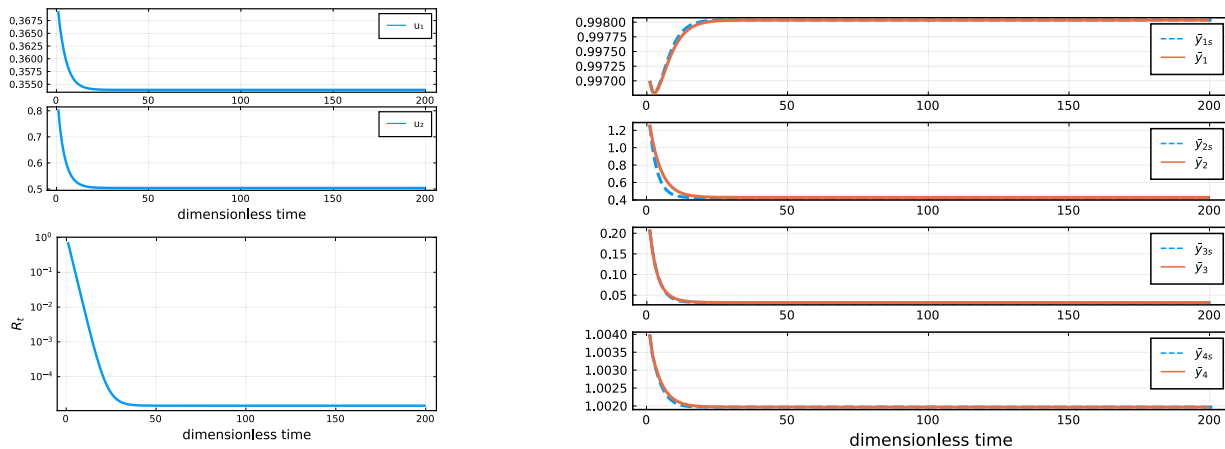 0.3675
0.3650
0.3625
0.3600
0.3575
0.3550
u₁
0 50 100 150 200
0.8
0.7
0.6
0.5
u₂
0 50 100 150 200
dimensionless time
10⁰
10⁻¹
10⁻²
10⁻³
10⁻⁴
Rₜ
0 50 100 150 200
dimensionless time
0.99800
0.99775
0.99750
0.99725
0.99700
ȳ₁ₛ
ȳ₁
0 50 100 150 200
1.2
1.0
0.8
0.6
0.4
ȳ₂ₛ
ȳ₂
0 50 100 150 200
0.20
0.15
0.10
0.05
ȳ₃ₛ
ȳ₃
0 50 100 150 200
1.0040
1.0035
1.0030
1.0025
1.0020
ȳ₄ₛ
ȳ₄
0 50 100 150 200
dimensionless time